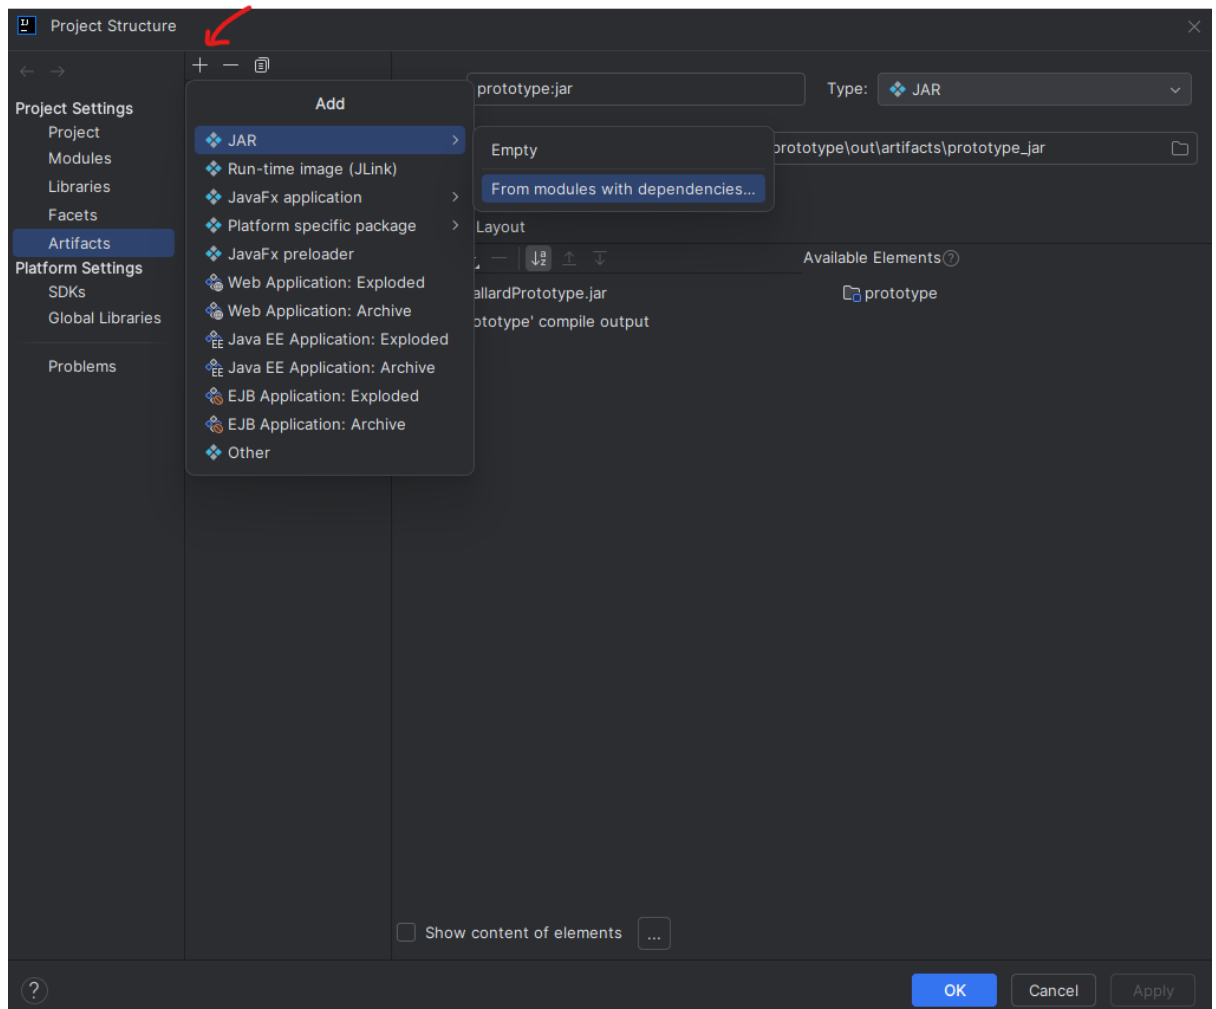 Project Structure
Project Settings
Project
Modules
Libraries
Facets
Artifacts
Platform Settings
SDKs
Global Libraries
Problems
Add
JAR
Run-time image (JLink)
JavaFx application
Platform specific package
JavaFx preloader
Web Application: Exploded
Web Application: Archive
Java EE Application: Exploded
Java EE Application: Archive
EJB Application: Exploded
EJB Application: Archive
Other
Empty
From modules with dependencies...
prototype:jar
Type: JAR
prototype\out\artifacts\prototype_jar
Layout
Available Elements
allardPrototype.jar
prototype
ototype' compile output
Show content of elements ...
OK Cancel Apply